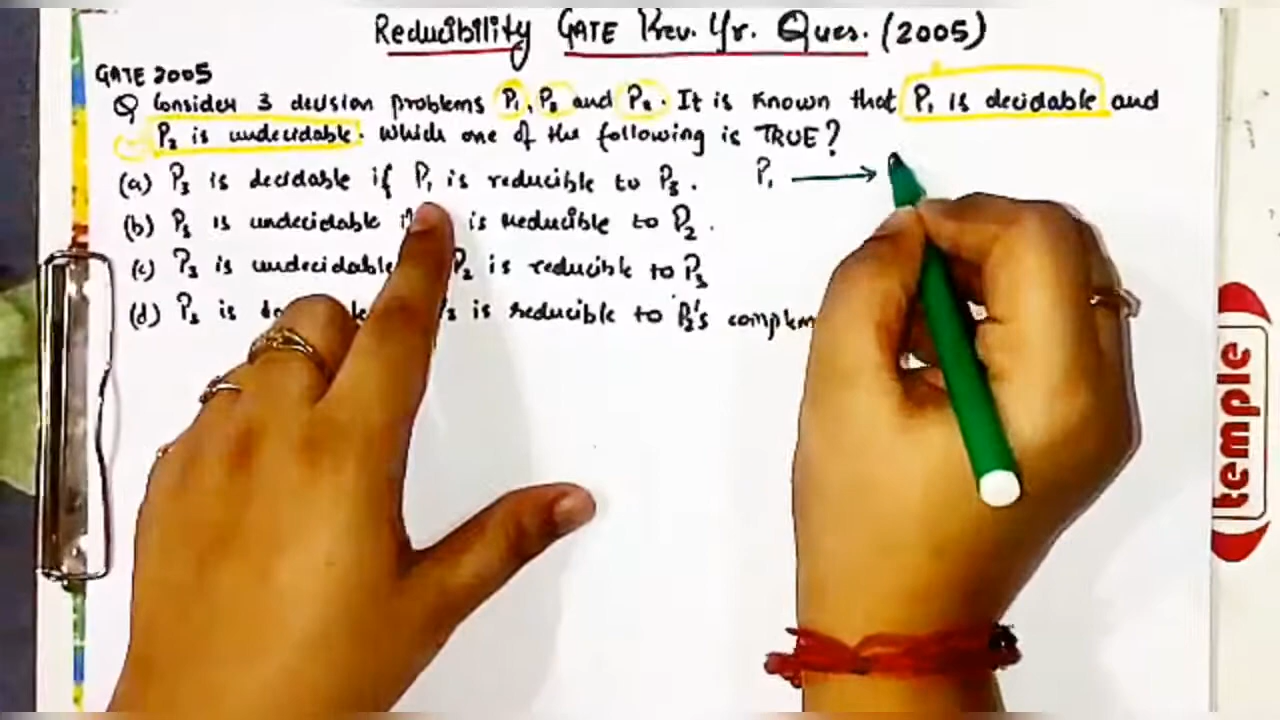 Reducibility GATE Prev. Yr. Ques. (2005)
GATE 2005
Q Consider 3 decision problems P₁, P₂ and P₃. It is known that P₁ is decidable and
P₂ is undecidable. Which one of the following is TRUE?
(a) P₃ is decidable if P₁ is reducible to P₃.
P₁ →
(b) P₃ is undecidable is reducible to P₂.
(c) P₃ is undecidable P₂ is reducible to P₃
(d) P₃ is is reducible to P₂'s
temple